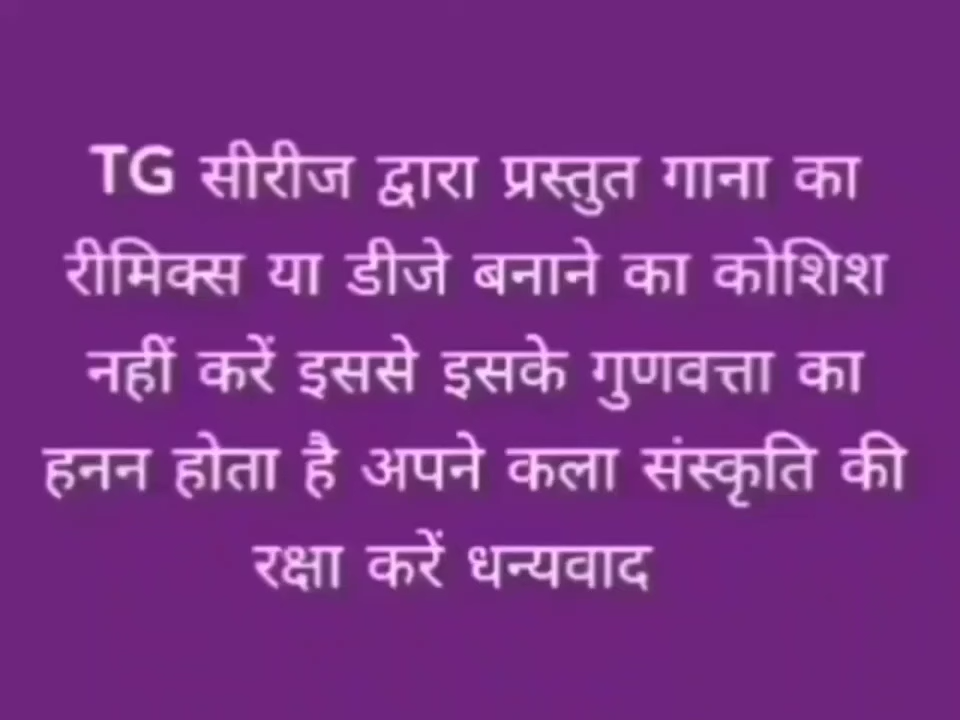 TG सीरीज द्वारा प्रस्तुत गाना का
रीमिक्स या डीजे बनाने का कोशिश
नहीं करें इससे इसके गुणवत्ता का
हनन होता है अपने कला संस्कृति की
रक्षा करें धन्यवाद